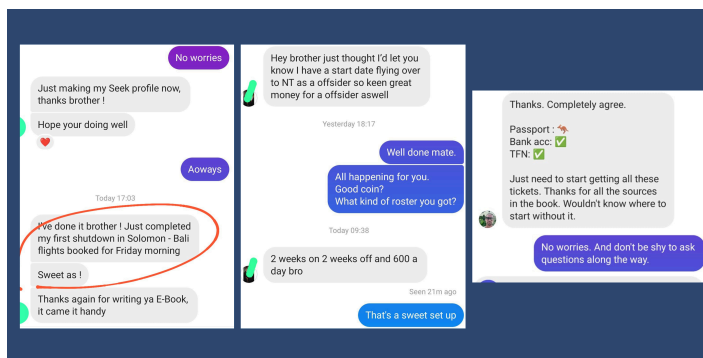 No worries
Just making my Seek profile now,
thanks brother !
Hope your doing well
Aoways
Today 17:03
I've done it brother ! Just completed
my first shutdown in Solomon - Bali
flights booked for Friday morning
Sweet as !
Thanks again for writing ya E-Book,
it came it handy
Hey brother just thought I'd let you
know I have a start date flying over
to NT as a offsider so keen great
money for a offsider aswell
Yesterday 18:17
Well done mate.
All happening for you.
Good coin?
What kind of roster you got?
Today 09:38
2 weeks on 2 weeks off and 600 a
day bro
Seen 21m ago
That's a sweet set up
Thanks. Completely agree.
Passport : 🦘
Bank acc: ✅
TFN: ✅
Just need to start getting all these
tickets. Thanks for all the sources
in the book. Wouldn't know where to
start without it.
No worries. And don't be shy to ask
questions along the way.